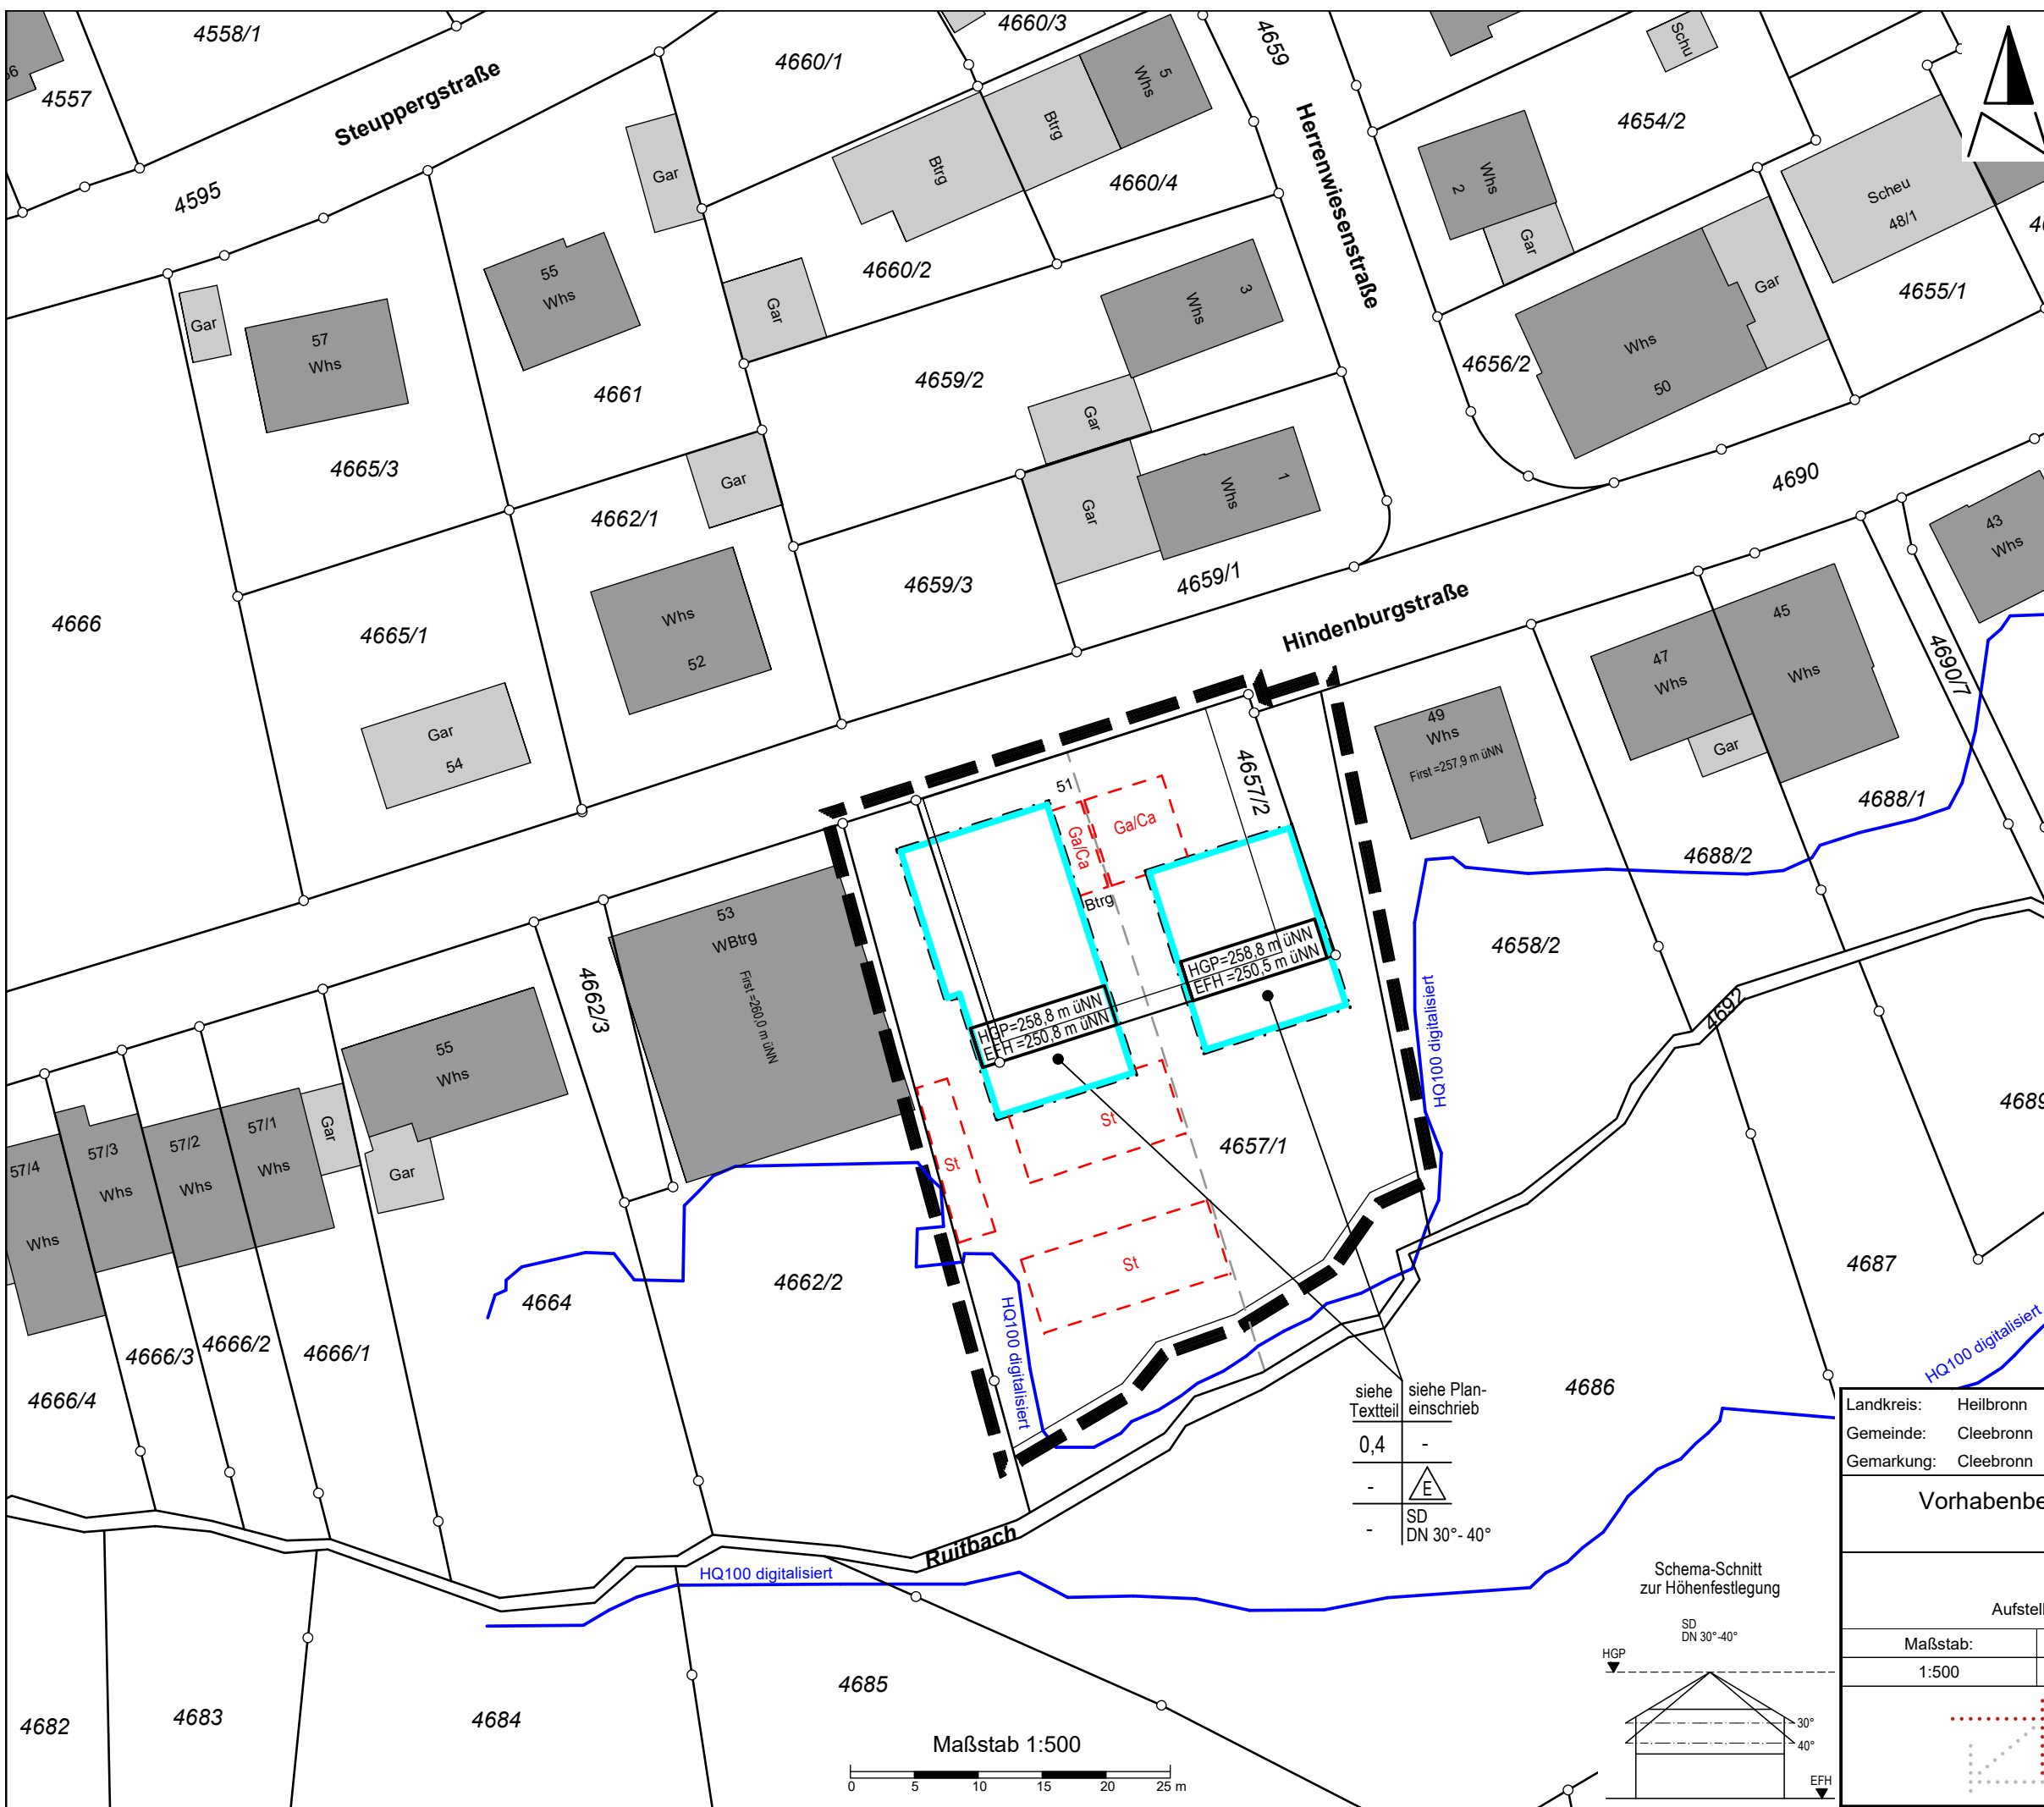 4558/1
4660/3
4660/1
4659
Schu
56
4557
Steuppergstraße
Whs
5
Btrg
Btrg
Herrenwiesenstraße
4654/2
4595
Gar
4660/4
Whs
2
Scheu
48/1
55
Whs
4660/2
Gar
Gar
4655/1
Gar
57
Whs
Gar
Whs
3
4656/2
Whs
50
4661
4659/2
Gar
4665/3
4662/1
Gar
Gar
Whs
1
4690
43
Whs
4666
4665/1
Whs
52
4659/3
4659/1
Hindenburgstraße
45
Whs
47
Whs
4690/7
Gar
54
49
Whs
First =257,9 m üNN
Gar
51
4657/2
Ga/Ca
Ga/Ca
4688/1
4688/2
Btrg
53
WBtrg
First =260,0 m üNN
4662/3
HGP=258,8 m üNN
EFH =250,5 m üNN
HGP=258,8 m üNN
EFH =250,8 m üNN
4658/2
HQ100 digitalisiert
4692
55
Whs
Gar
Gar
57/1
Whs
57/2
Whs
57/3
Whs
57/4
Whs
St
St
St
4657/1
4689
4687
4664
4662/2
HQ100 digitalisiert
HQ100 digitalisiert
4666/3
4666/2
4666/1
4666/4
4686
siehe
Textteil
siehe Plan-
einschrieb
0,4
-
-
E
-
SD
DN 30°- 40°
Landkreis: Heilbronn
Gemeinde: Cleebronn
Gemarkung: Cleebronn
Vorhabenbe
Aufstell
Maßstab:
1:500
Ruitbach
HQ100 digitalisiert
Schema-Schnitt
zur Höhenfestlegung
SD
DN 30°-40°
HGP
30°
40°
EFH
4685
4682
4683
4684
Maßstab 1:500
0 5 10 15 20 25 m